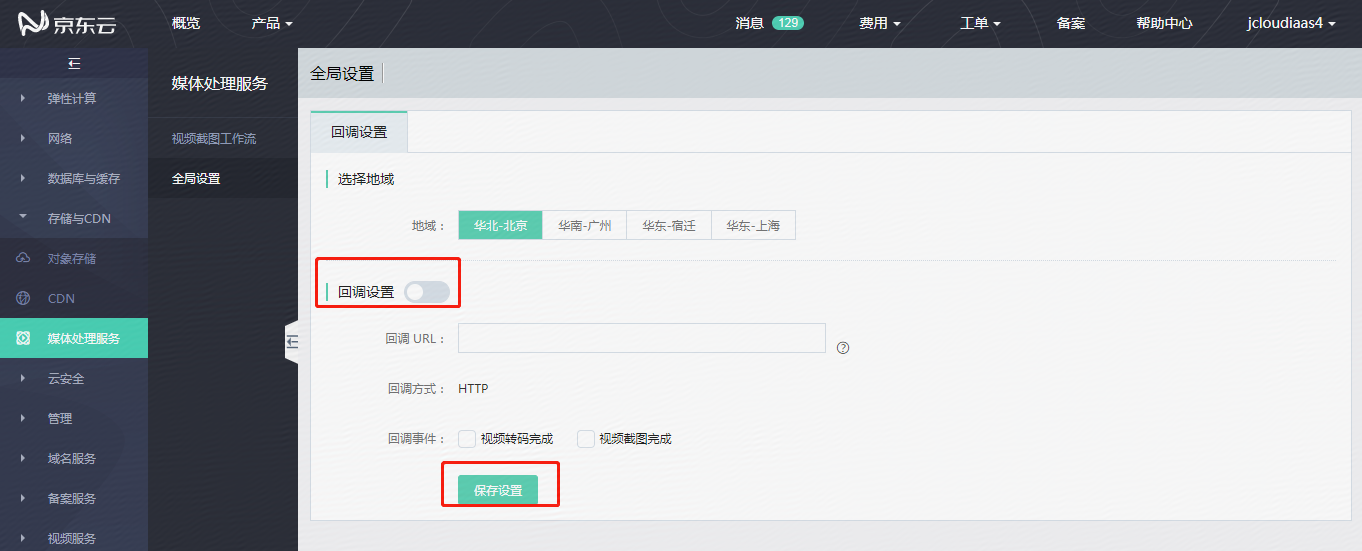 京东云 概览 产品 消息 129 费用 工单 备案 帮助中心 jcloudiaas4
弹性计算
网络
数据库与缓存
存储与CDN
对象存储
CDN
媒体处理服务
云安全
管理
域名服务
备案服务
视频服务
媒体处理服务
视频截图工作流
全局设置
全局设置
回调设置
选择地域
地域： 华北-北京 华南-广州 华东-宿迁 华东-上海
回调设置
回调 URL：
回调方式： HTTP
回调事件： 视频转码完成 视频截图完成
保存设置